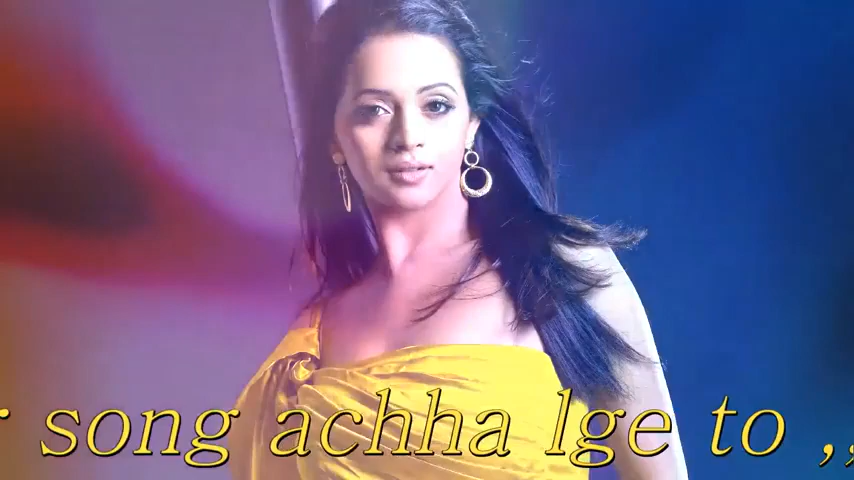 song achha lge to ,,